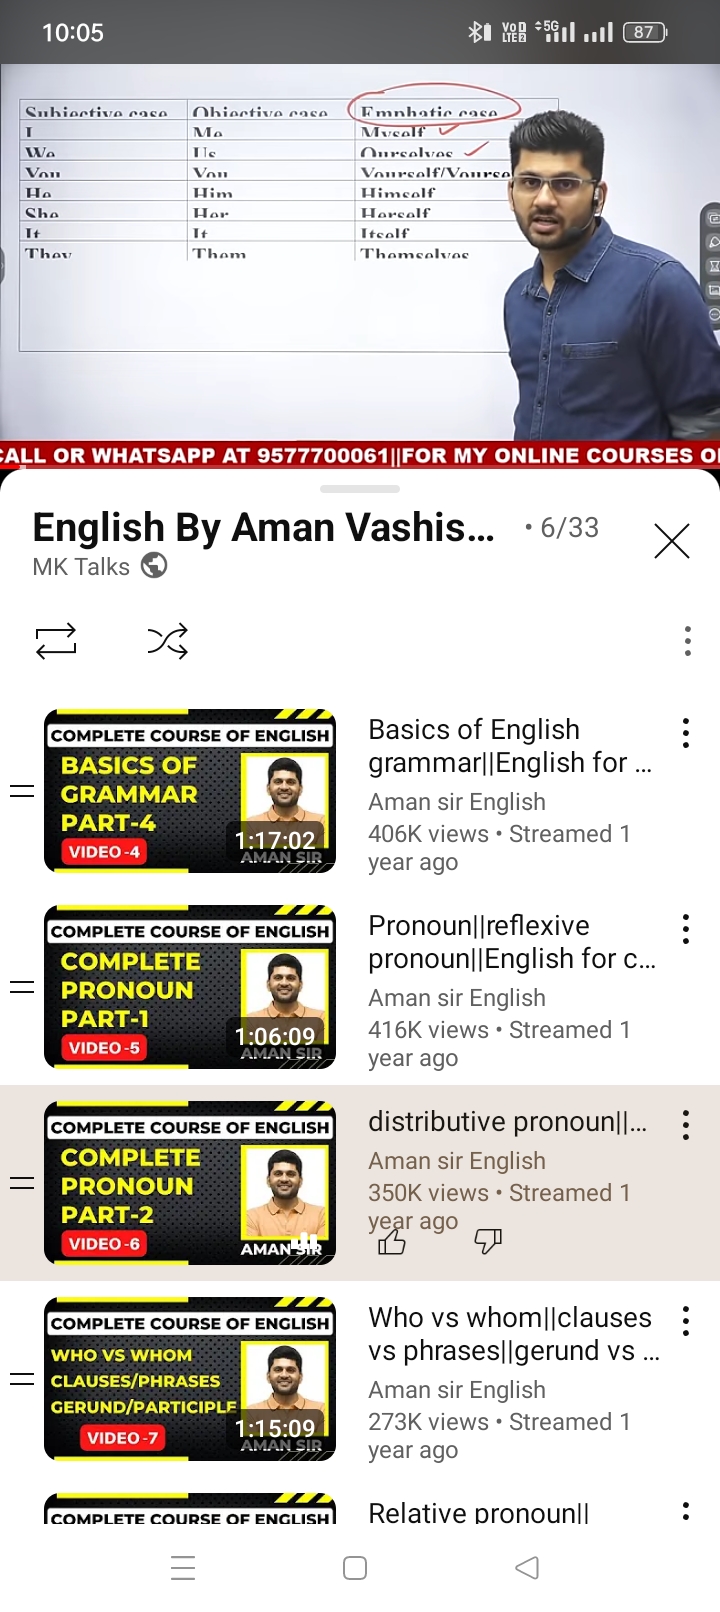 10:05
VoD LTE2 5G 87
Subjective case Objective case Emphatic case
I Me Myself
We Us Ourselves
You You Yourself/Yourse
He Him Himself
She Her Herself
It It Itself
They Them Themselves
CALL OR WHATSAPP AT 9577700061||FOR MY ONLINE COURSES O
English By Aman Vashis... • 6/33
MK Talks
COMPLETE COURSE OF ENGLISH
BASICS OF
GRAMMAR
PART-4
VIDEO-4
1:17:02
AMAN SIR
Basics of English
grammar||English for ...
Aman sir English
406K views • Streamed 1
year ago
COMPLETE COURSE OF ENGLISH
COMPLETE
PRONOUN
PART-1
VIDEO-5
1:06:09
AMAN SIR
Pronoun||reflexive
pronoun||English for c...
Aman sir English
416K views • Streamed 1
year ago
COMPLETE COURSE OF ENGLISH
COMPLETE
PRONOUN
PART-2
VIDEO-6
AMAN SIR
distributive pronoun||...
Aman sir English
350K views • Streamed 1
year ago
COMPLETE COURSE OF ENGLISH
WHO VS WHOM
CLAUSES/PHRASES
GERUND/PARTICIPLE
VIDEO-7
1:15:09
AMAN SIR
Who vs whom||clauses
vs phrases||gerund vs ...
Aman sir English
273K views • Streamed 1
year ago
COMPLETE COURSE OF ENGLISH
Relative pronoun||